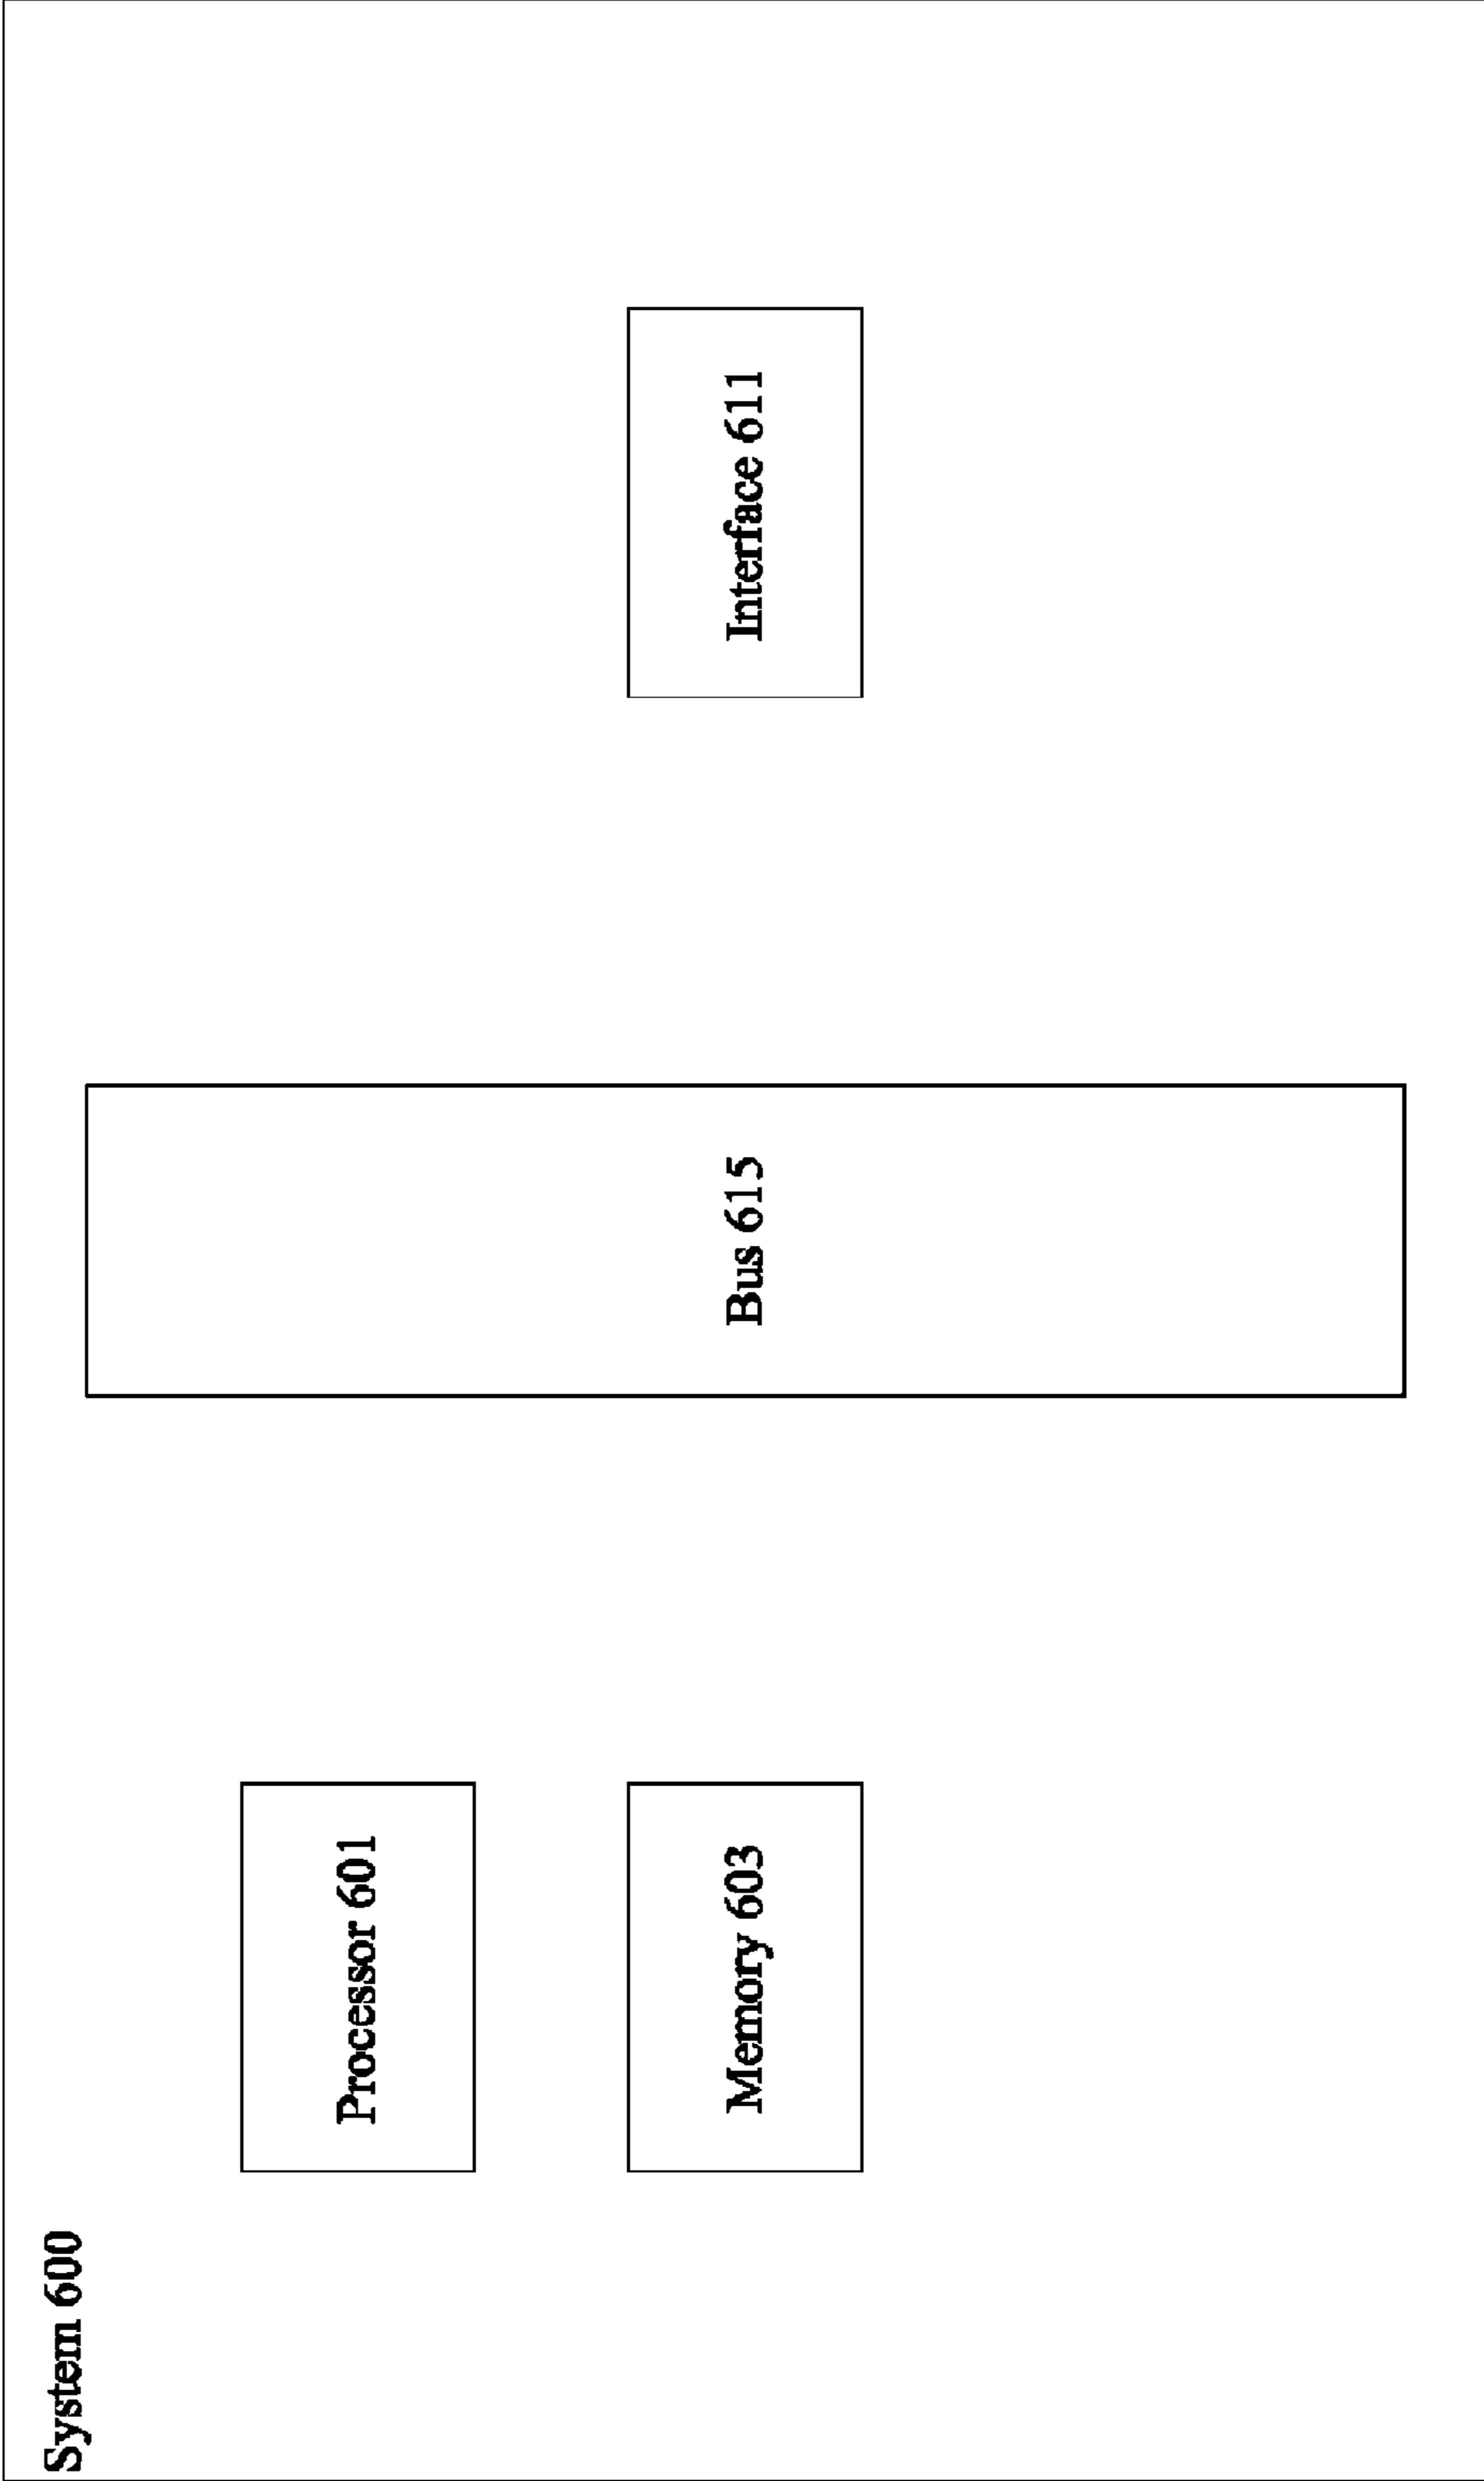 System 600
Processor 601
Memory 603
Bus 615
Interface 611